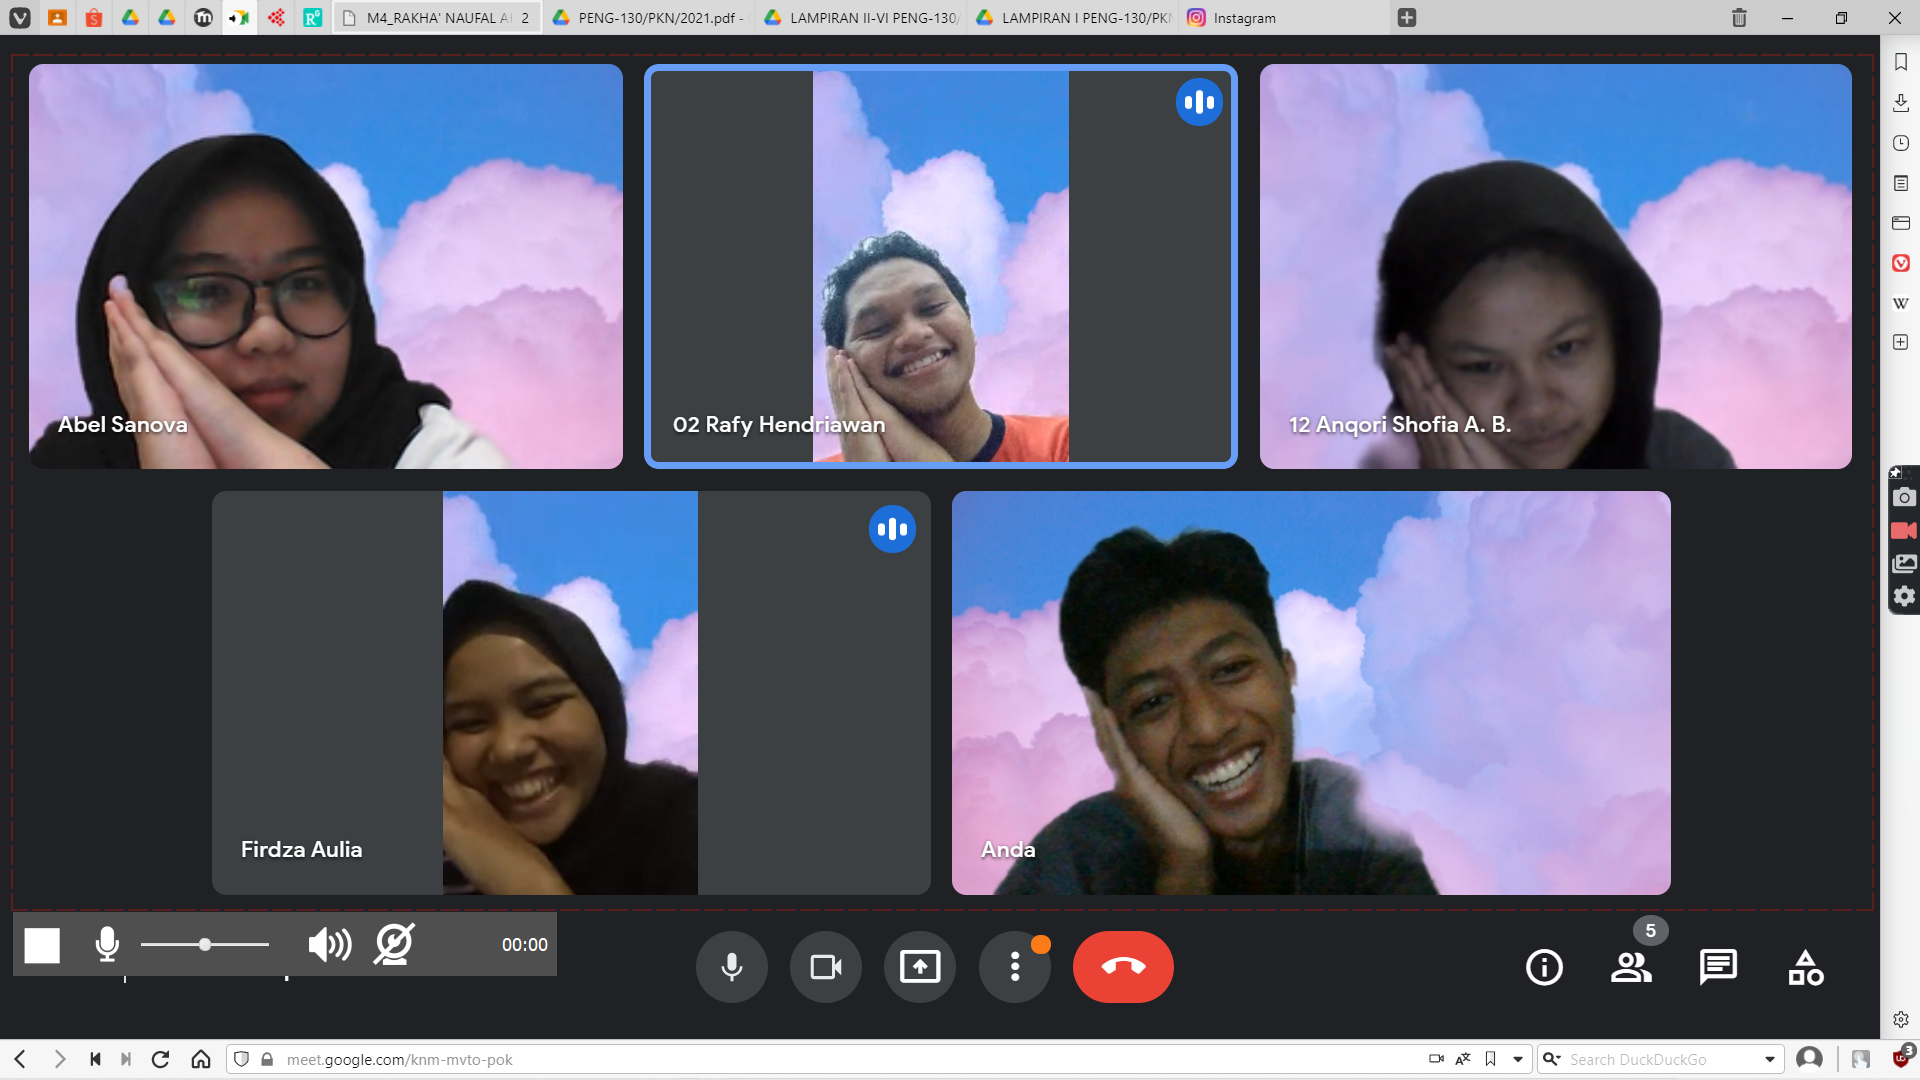 M4_RAKHA' NAUFAL A 2
PENG-130/PKN/2021.pdf -
LAMPIRAN II-VI PENG-130/
LAMPIRAN I PENG-130/PKN
Instagram
Abel Sanova
02 Rafy Hendriawan
12 Anqori Shofia A. B.
Firdza Aulia
Anda
00:00
5
meet.google.com/knm-mvto-pok
Search DuckDuckGo
3